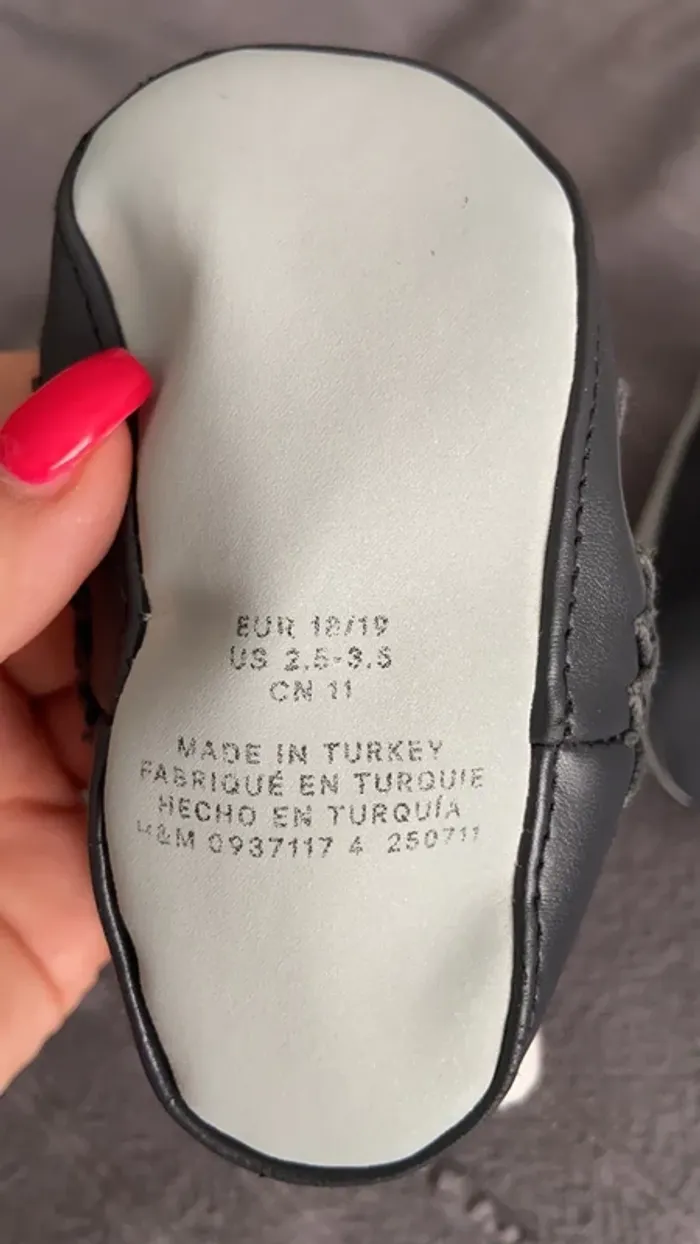 EUR 18/19
US 2.5-3.5
CN 11
MADE IN TURKEY
FABRIQUÉ EN TURQUIE
HECHO EN TURQUÍA
H&M 0937117 4 250711